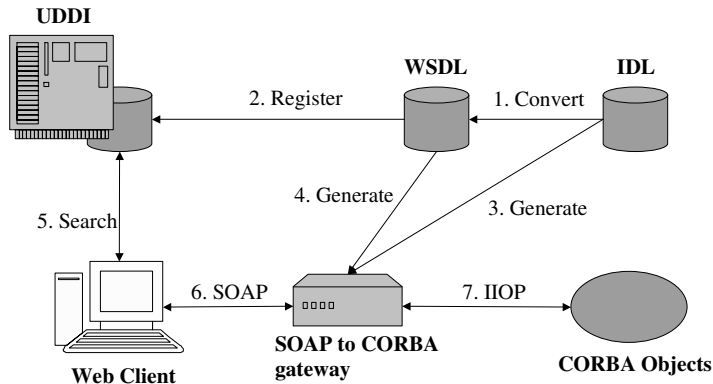 UDDI
WSDL
IDL
2. Register
1. Convert
4. Generate
3. Generate
5. Search
6. SOAP
7. IIOP
SOAP to CORBA
gateway
CORBA Objects
Web Client